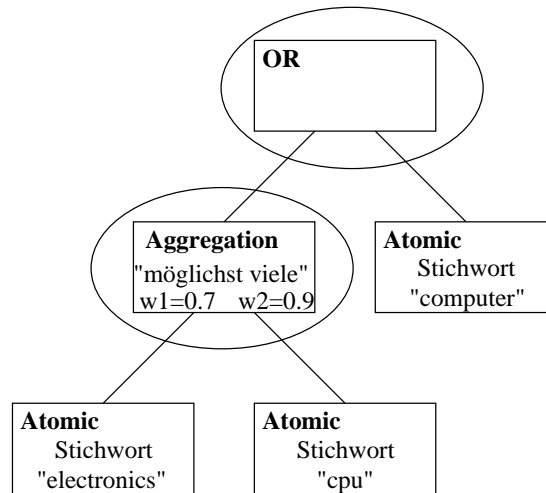 OR
Aggregation
"möglichst viele"
w1=0.7 w2=0.9
Atomic
Stichwort
"computer"
Atomic
Stichwort
"electronics"
Atomic
Stichwort
"cpu"